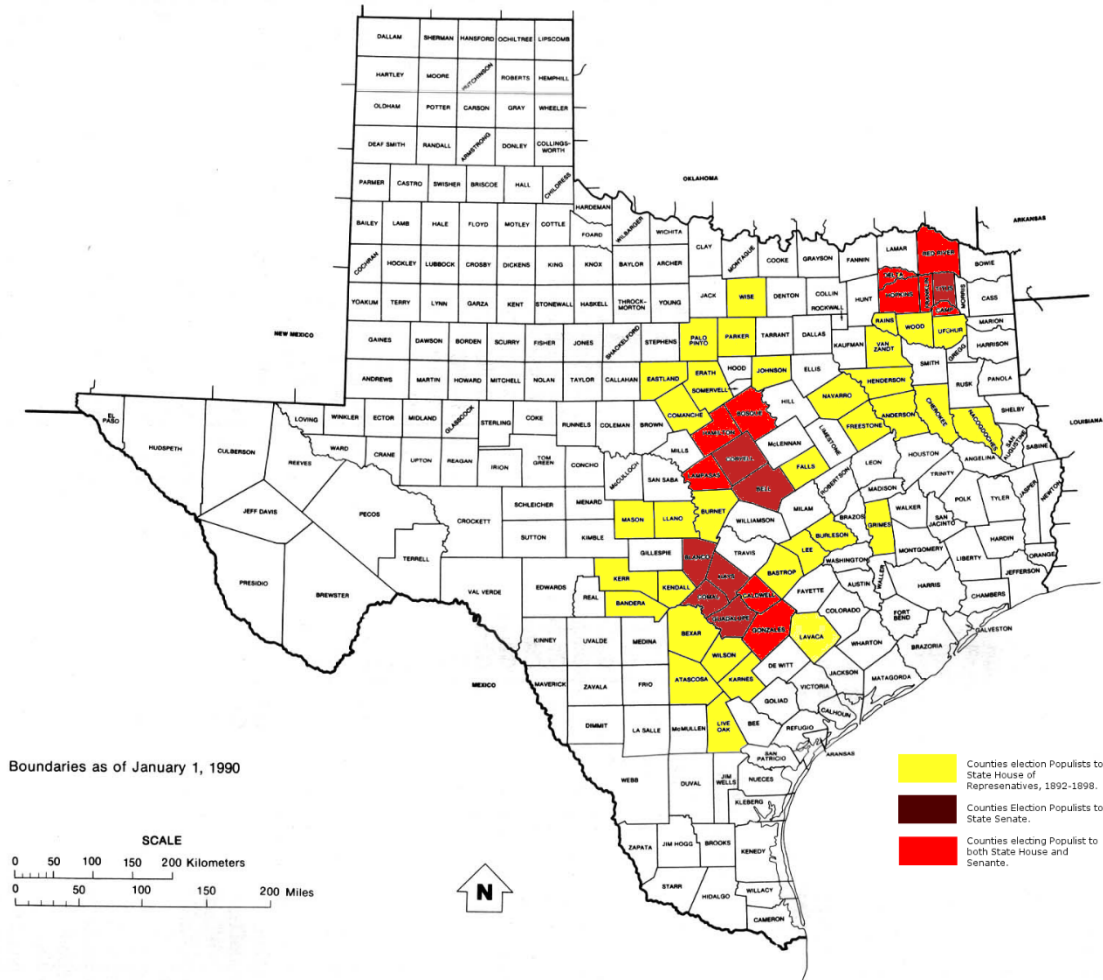 DALLAM SHERMAN HANSFORD OCHILTREE LIPSCOMB
HARTLEY MOORE HUTCHINSON ROBERTS HEMPHILL
OLDHAM POTTER CARSON GRAY WHEELER
DEAF SMITH RANDALL ARMSTRONG DONLEY COLLINGS-
WORTH
PARMER CASTRO SWISHER BRISCOE HALL CHILDRESS
OKLAHOMA
HARDEMAN
BAILEY LAMB HALE FLOYD MOTLEY COTTLE FOARD WILBARGER WICHITA
ARKANSAS
CLAY MONTAGUE COOKE GRAYSON FANNIN LAMAR RED RIVER BOWIE
COCHRAN HOCKLEY LUBBOCK CROSBY DICKENS KING KNOX BAYLOR ARCHER
DELTA TITUS MORRIS CASS
YOAKUM TERRY LYNN GARZA KENT STONEWALL HASKELL THROCK-
MORTON YOUNG JACK WISE DENTON COLLIN ROCKWALL HUNT HOPKINS FRANKLIN CAMP
NEW MEXICO
MARION
GAINES DAWSON BORDEN SCURRY FISHER JONES SHACKELFORD STEPHENS PALO
PINTO PARKER TARRANT DALLAS KAUFMAN RAINS WOOD UPSHUR
VAN
ZANDT SMITH GREGG HARRISON
ANDREWS MARTIN HOWARD MITCHELL NOLAN TAYLOR CALLAHAN EASTLAND ERATH HOOD JOHNSON ELLIS HENDERSON RUSK PANOLA
SOMERVELL
EL
PASO HUDSPETH CULBERSON LOVING WINKLER ECTOR MIDLAND GLASSCOCK STERLING COKE RUNNELS COLEMAN BROWN COMANCHE BOSQUE HILL NAVARRO ANDERSON CHEROKEE NACOGDOCHES SHELBY
LOUISIANA
REEVES WARD CRANE UPTON REAGAN IRION TOM
GREEN CONCHO McCULLOCH MILLS HAMILTON McLENNAN LIMESTONE FREESTONE
SAN
AUGUSTINE SABINE
SAN SABA LAMPASAS CORYELL FALLS LEON HOUSTON ANGELINA
BELL ROBERTSON MADISON TRINITY
JEFF DAVIS PECOS CROCKETT SCHLEICHER MENARD MASON LLANO BURNET WILLIAMSON MILAM BRAZOS GRIMES WALKER SAN
JACINTO POLK TYLER JASPER NEWTON
TERRELL SUTTON KIMBLE GILLESPIE BLANCO TRAVIS LEE BURLESON WASHINGTON MONTGOMERY LIBERTY HARDIN ORANGE
PRESIDIO BREWSTER VAL VERDE EDWARDS KERR KENDALL HAYS BASTROP
REAL BANDERA COMAL CALDWELL FAYETTE AUSTIN WALLER HARRIS CHAMBERS JEFFERSON
GUADALUPE COLORADO FORT
BEND GALVESTON
KINNEY UVALDE MEDINA BEXAR GONZALES LAVACA WHARTON BRAZORIA
WILSON DE WITT JACKSON MATAGORDA
MEXICO
MAVERICK ZAVALA FRIO ATASCOSA KARNES VICTORIA
GOLIAD CALHOUN
DIMMIT LA SALLE McMULLEN LIVE
OAK BEE REFUGIO
ARANSAS
SAN
PATRICIO
WEBB DUVAL JIM
WELLS NUECES
KLEBERG
ZAPATA JIM HOGG BROOKS KENEDY
STARR HIDALGO WILLACY
CAMERON
Boundaries as of January 1, 1990
SCALE
0 50 100 150 200 Kilometers
0 50 100 150 200 Miles
N
Counties election Populists to
State House of
Represenatives, 1892-1898.
Counties Election Populists to
State Senate.
Counties electing Populist to
both State House and
Senante.